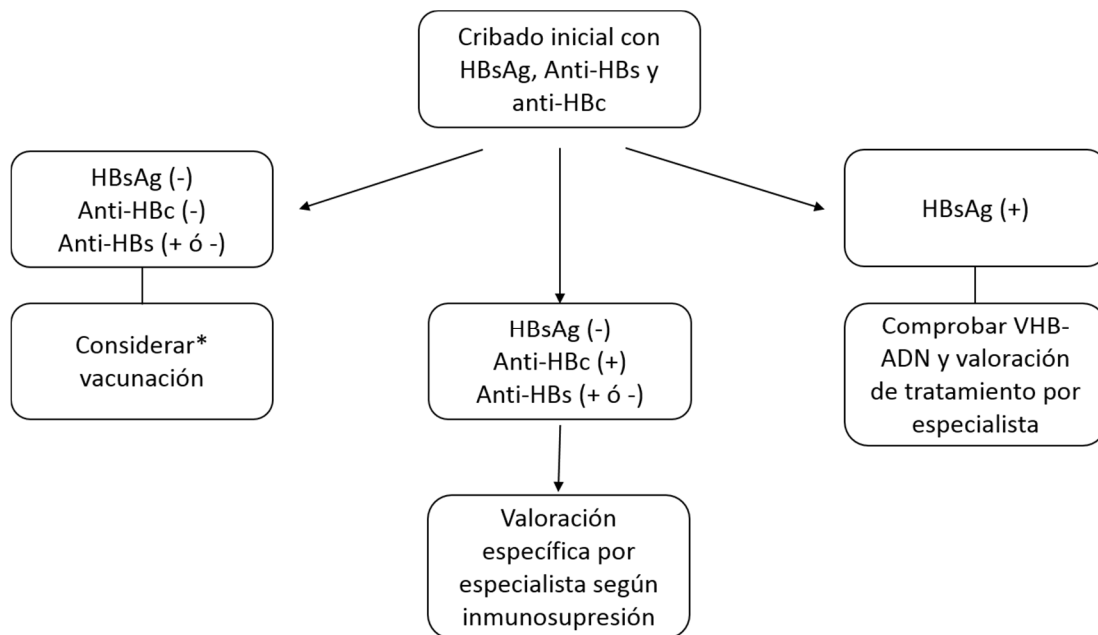 Cribado inicial con
HBsAg, Anti-HBs y
anti-HBc
HBsAg (-)
Anti-HBc (-)
Anti-HBs (+ ó -)
HBsAg (+)
Considerar*
vacunación
HBsAg (-)
Anti-HBc (+)
Anti-HBs (+ ó -)
Comprobar VHB-
ADN y valoración
de tratamiento por
especialista
Valoración
específica por
especialista según
inmunosupresión